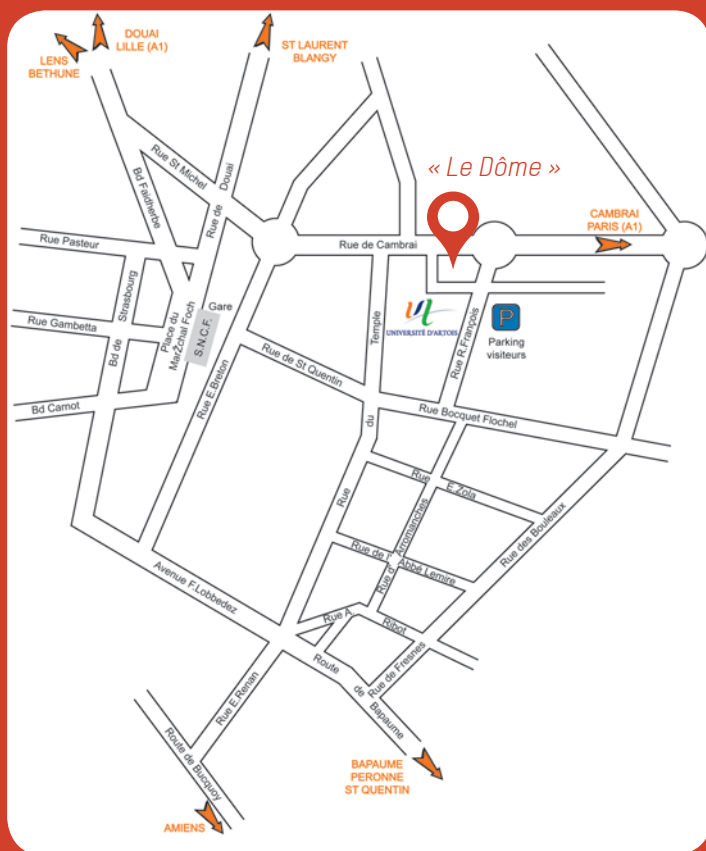 DOUAI
LILLE (A1)
LENS
BETHUNE
ST LAURENT
BLANGY
« Le Dôme »
CAMBRAI
PARIS (A1)
Rue St Michel
Bd Faidherbe
Rue de Douai
Rue Pasteur
Rue de Cambrai
Bd de Strasbourg
Place du
MarŽchal Foch
Gare
S.N.C.F.
Rue Gambetta
UNIVERSITÉ D'ARTOIS
Rue R.François
P
Parking
visiteurs
Rue E.Breton
Rue de St Quentin
Rue du Temple
Bd Carnot
Rue Bocquet Flochel
Rue E.Zola
Rue d'Arromanches
Rue des Bouleaux
Rue de l'Abbé Lemire
Avenue F.Lobbedez
Rue A. Ribot
Rue de Fresnes
Route de Bapaume
Rue E.Renan
Route de Bucquoy
BAPAUME
PERONNE
ST QUENTIN
AMIENS